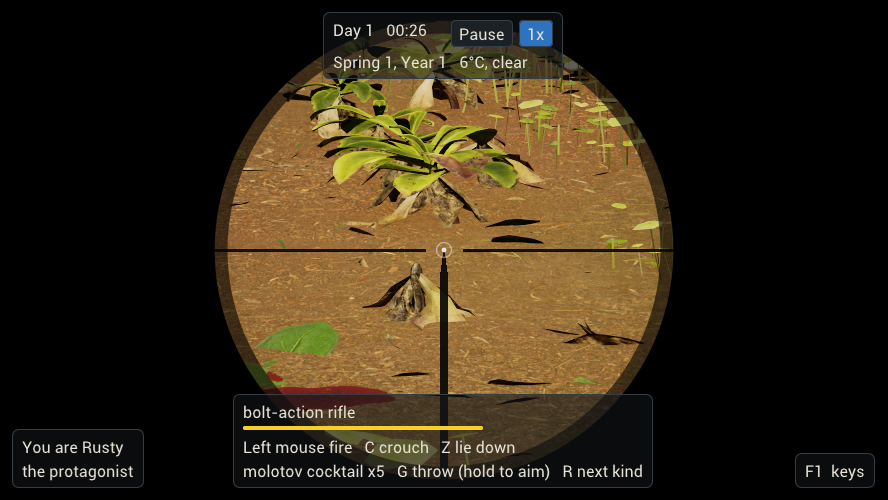 Day 1 00:26 Pause 1x
Spring 1, Year 1 6°C, clear
bolt-action rifle
Left mouse fire C crouch Z lie down
molotov cocktail x5 G throw (hold to aim) R next kind
You are Rusty
the protagonist
F1 keys